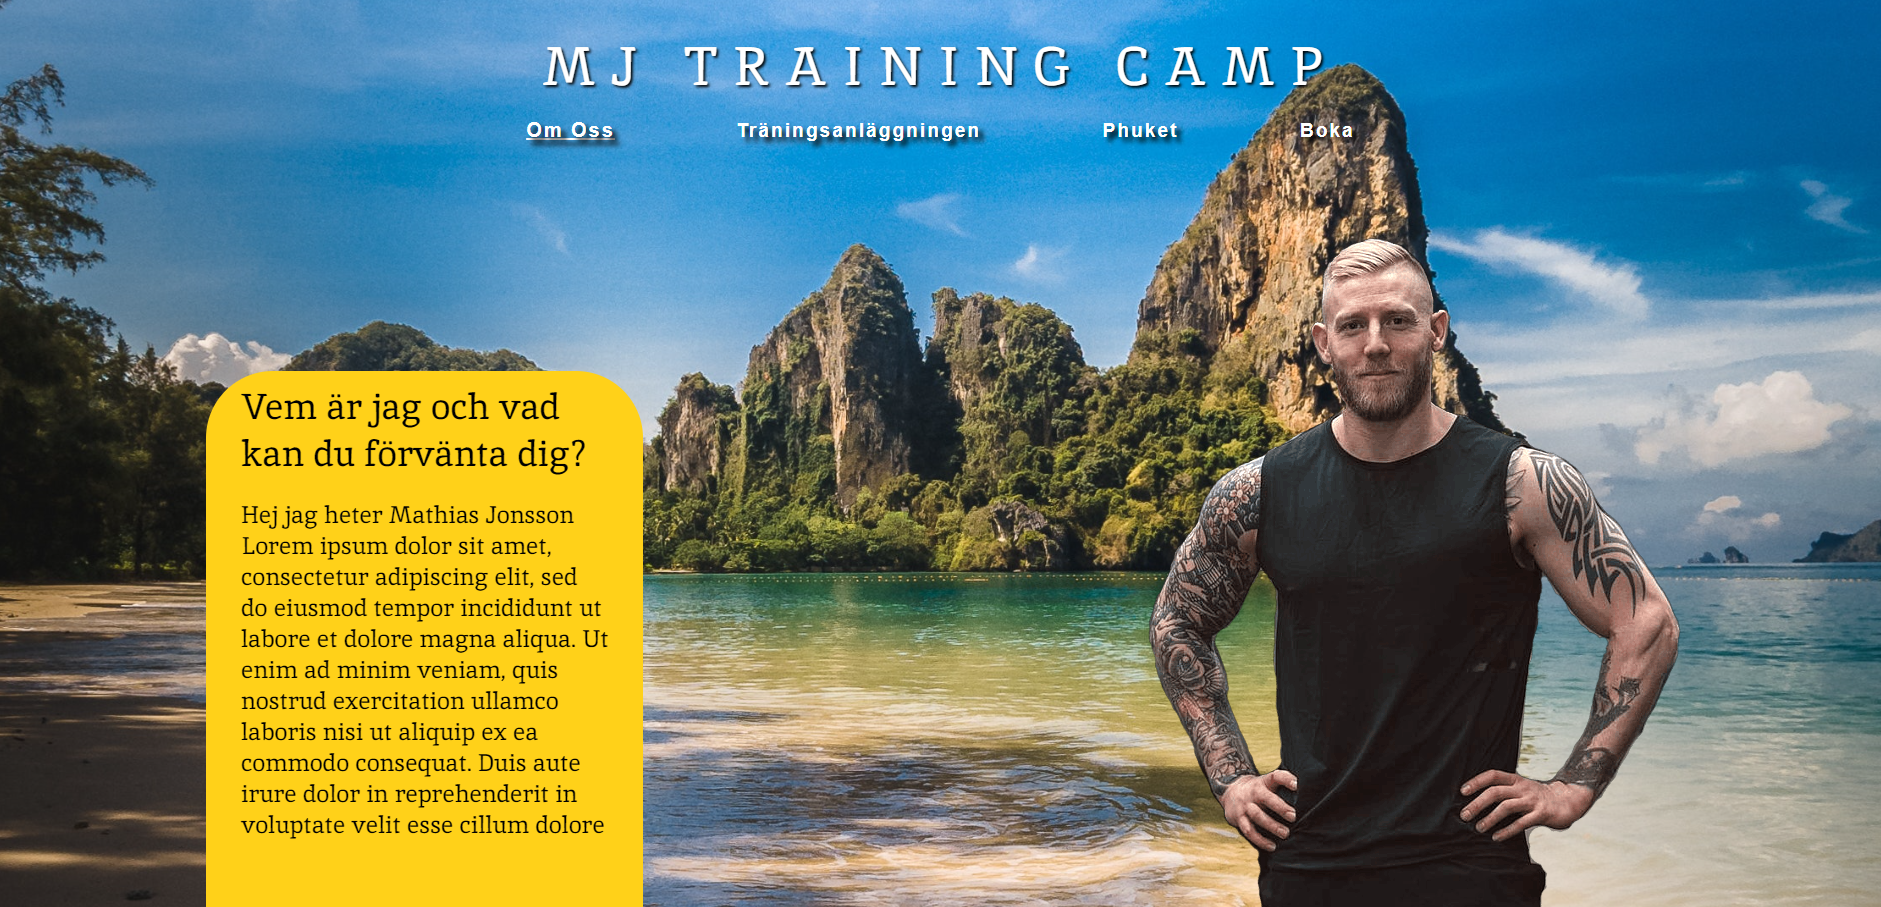 MJ TRAINING CAMP
Om Oss Träningsanläggningen Phuket Boka
Vem är jag och vad
kan du förvänta dig?
Hej jag heter Mathias Jonsson
Lorem ipsum dolor sit amet,
consectetur adipiscing elit, sed
do eiusmod tempor incididunt ut
labore et dolore magna aliqua. Ut
enim ad minim veniam, quis
nostrud exercitation ullamco
laboris nisi ut aliquip ex ea
commodo consequat. Duis aute
irure dolor in reprehenderit in
voluptate velit esse cillum dolore